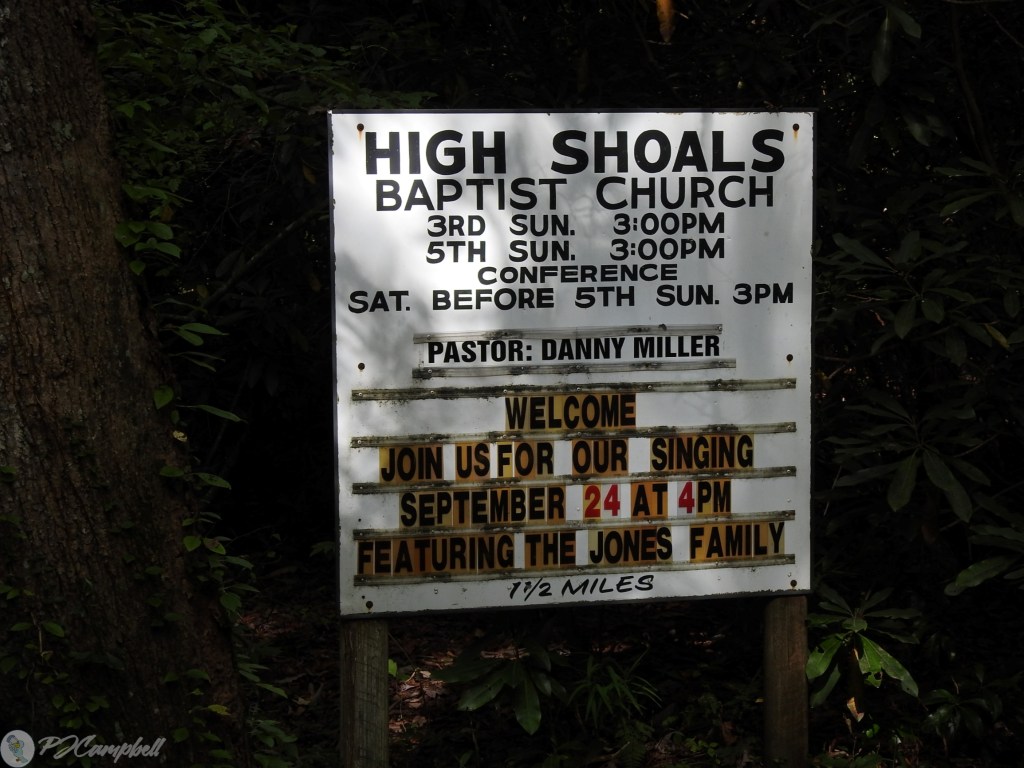 HIGH SHOALS
BAPTIST CHURCH
3RD SUN. 3:00PM
5TH SUN. 3:00PM
CONFERENCE
SAT. BEFORE 5TH SUN. 3PM
PASTOR: DANNY MILLER
WELCOME
JOIN US FOR OUR SINGING
SEPTEMBER 24 AT 4PM
FEATURING THE JONES FAMILY
1 1/2 MILES
PJCampbell